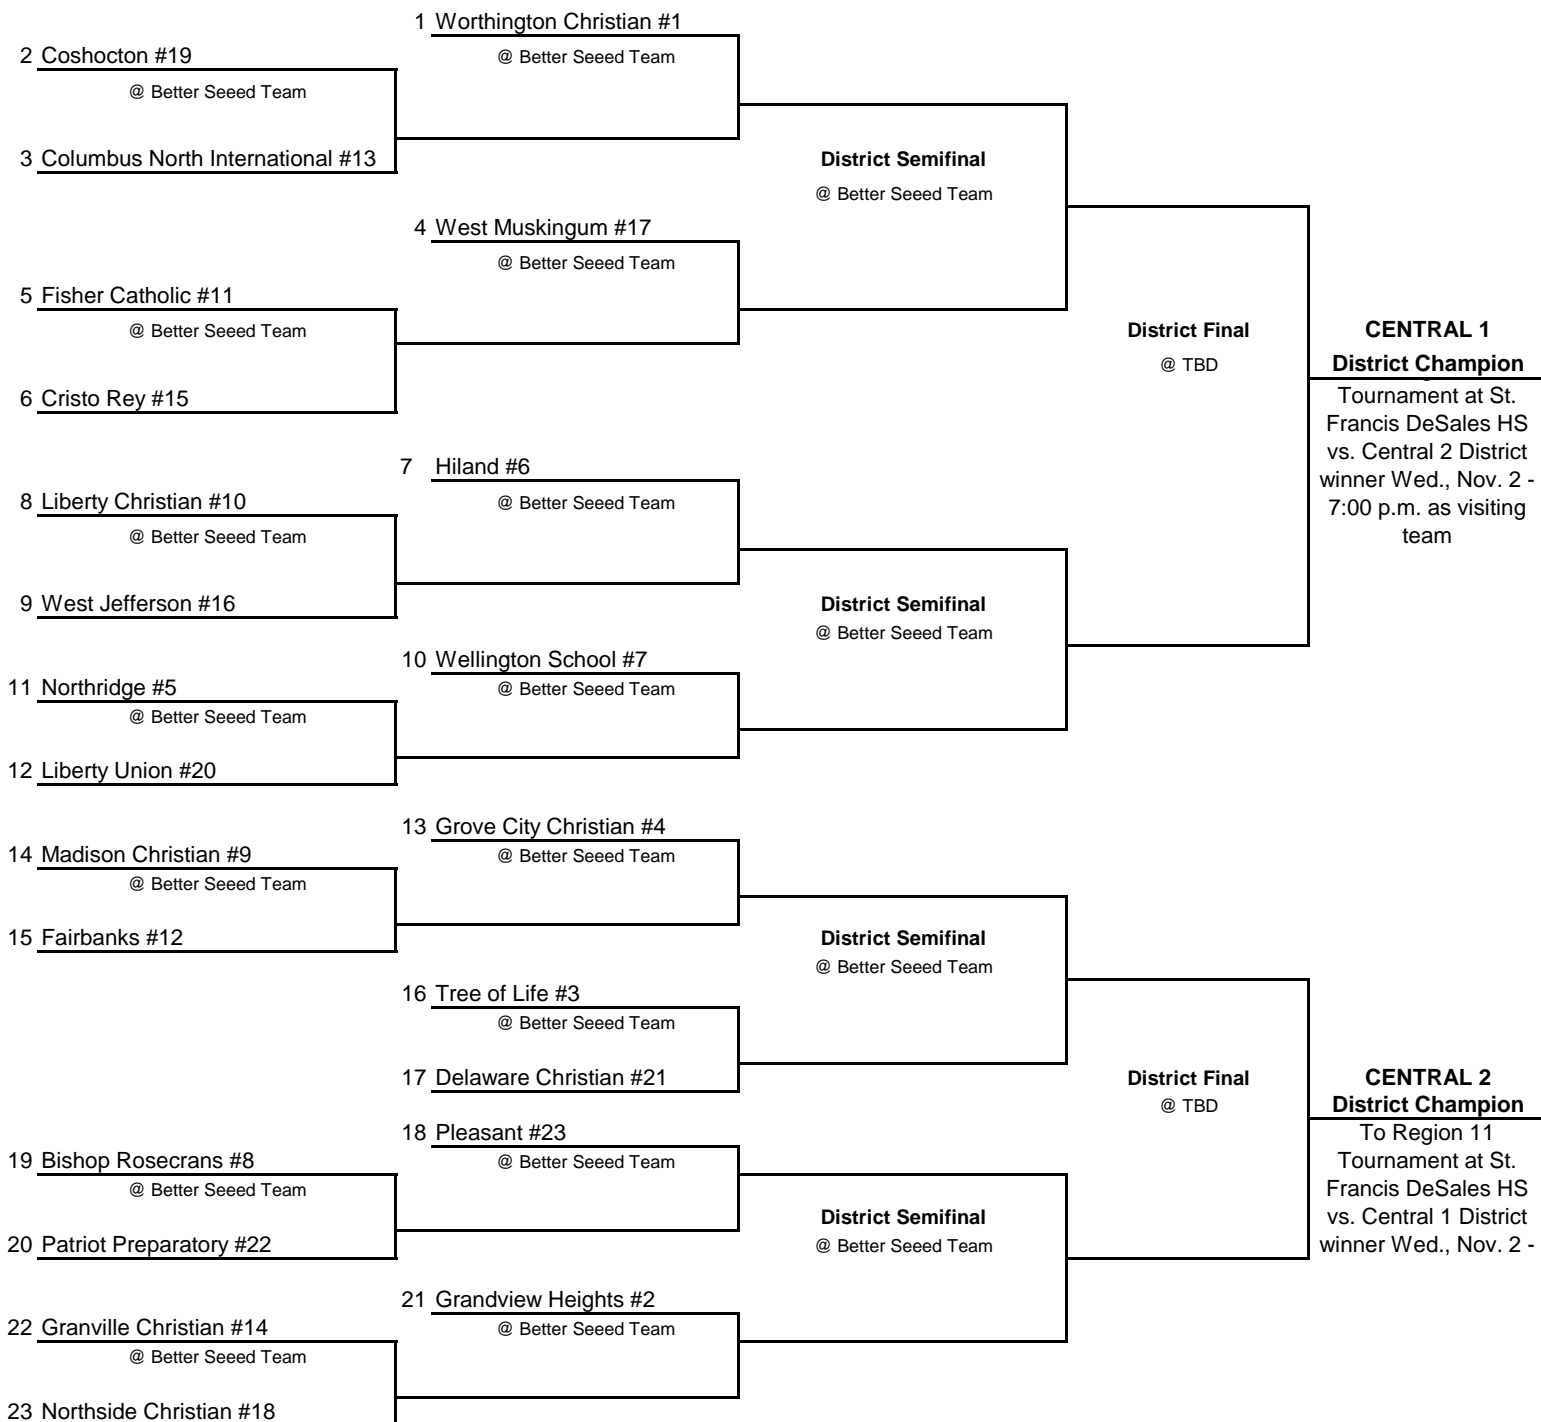 1 Worthington Christian #1
2 Coshocton #19
@ Better Seeed Team
@ Better Seeed Team
3 Columbus North International #13
District Semifinal
@ Better Seeed Team
4 West Muskingum #17
@ Better Seeed Team
5 Fisher Catholic #11
@ Better Seeed Team
District Final
@ TBD
CENTRAL 1
District Champion
Tournament at St.
Francis DeSales HS
vs. Central 2 District
winner Wed., Nov. 2 -
7:00 p.m. as visiting
team
6 Cristo Rey #15
7 Hiland #6
@ Better Seeed Team
8 Liberty Christian #10
@ Better Seeed Team
9 West Jefferson #16
District Semifinal
@ Better Seeed Team
10 Wellington School #7
@ Better Seeed Team
11 Northridge #5
@ Better Seeed Team
12 Liberty Union #20
13 Grove City Christian #4
@ Better Seeed Team
14 Madison Christian #9
@ Better Seeed Team
15 Fairbanks #12
District Semifinal
@ Better Seeed Team
16 Tree of Life #3
@ Better Seeed Team
17 Delaware Christian #21
District Final
@ TBD
CENTRAL 2
District Champion
To Region 11
Tournament at St.
Francis DeSales HS
vs. Central 1 District
winner Wed., Nov. 2 -
18 Pleasant #23
@ Better Seeed Team
19 Bishop Rosecrans #8
@ Better Seeed Team
20 Patriot Preparatory #22
District Semifinal
@ Better Seeed Team
21 Grandview Heights #2
@ Better Seeed Team
22 Granville Christian #14
@ Better Seeed Team
23 Northside Christian #18